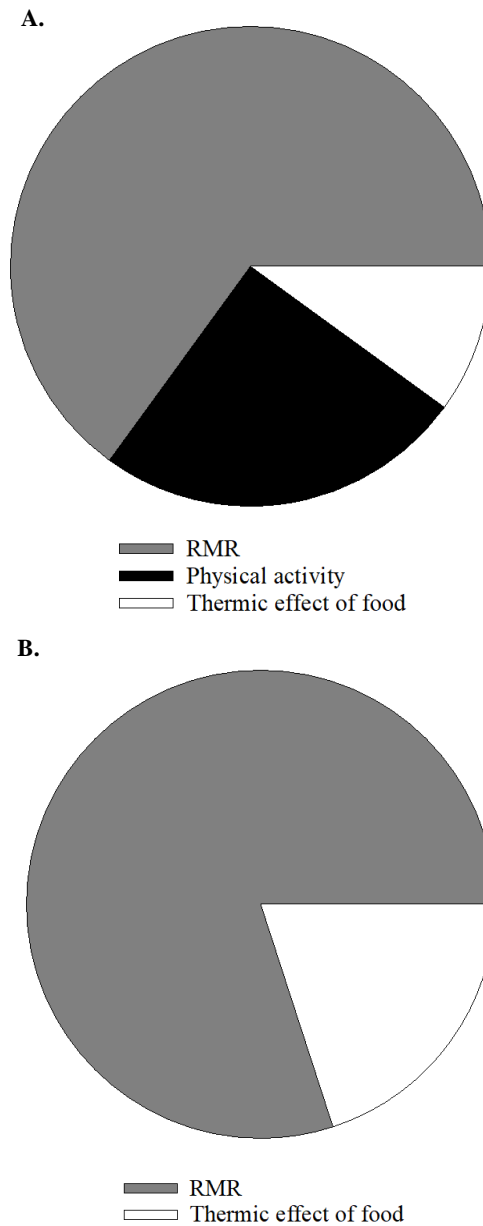 A.
RMR
Physical activity
Thermic effect of food
B.
RMR
Thermic effect of food